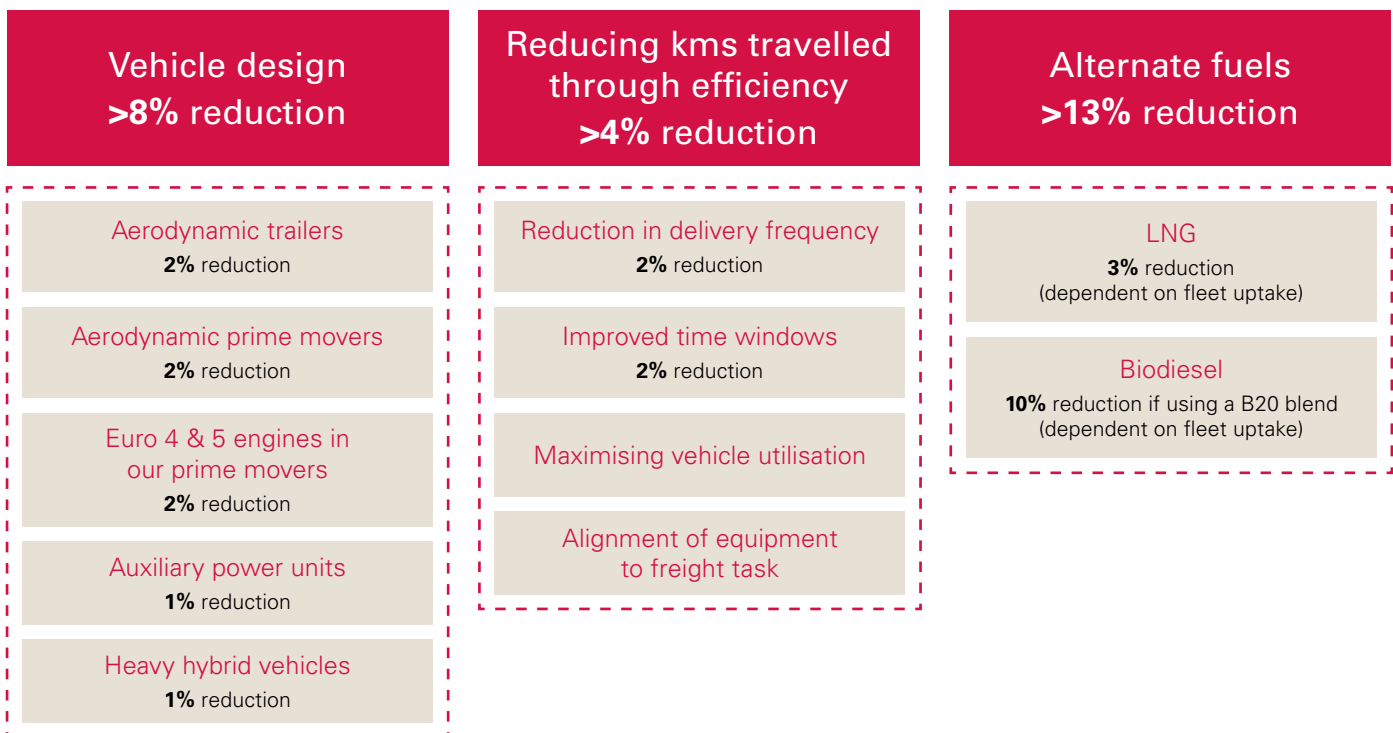 Vehicle design
>8% reduction
Aerodynamic trailers
2% reduction
Aerodynamic prime movers
2% reduction
Euro 4 & 5 engines in
our prime movers
2% reduction
Auxiliary power units
1% reduction
Heavy hybrid vehicles
1% reduction
Reducing kms travelled
through efficiency
>4% reduction
Reduction in delivery frequency
2% reduction
Improved time windows
2% reduction
Maximising vehicle utilisation
Alignment of equipment
to freight task
Alternate fuels
>13% reduction
LNG
3% reduction
(dependent on fleet uptake)
Biodiesel
10% reduction if using a B20 blend
(dependent on fleet uptake)